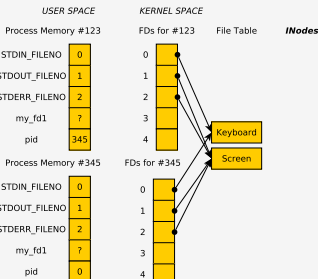 USER SPACE KERNEL SPACE
Process Memory #123 FDs for #123 File Table INodes
STDIN_FILENO 0 0
STDOUT_FILENO 1 1
STDERR_FILENO 2 2
my_fd1 ? 3
pid 345 4
Keyboard
Screen
Process Memory #345 FDs for #345
STDIN_FILENO 0 0
STDOUT_FILENO 1 1
STDERR_FILENO 2 2
my_fd1 ? 3
pid 0 4